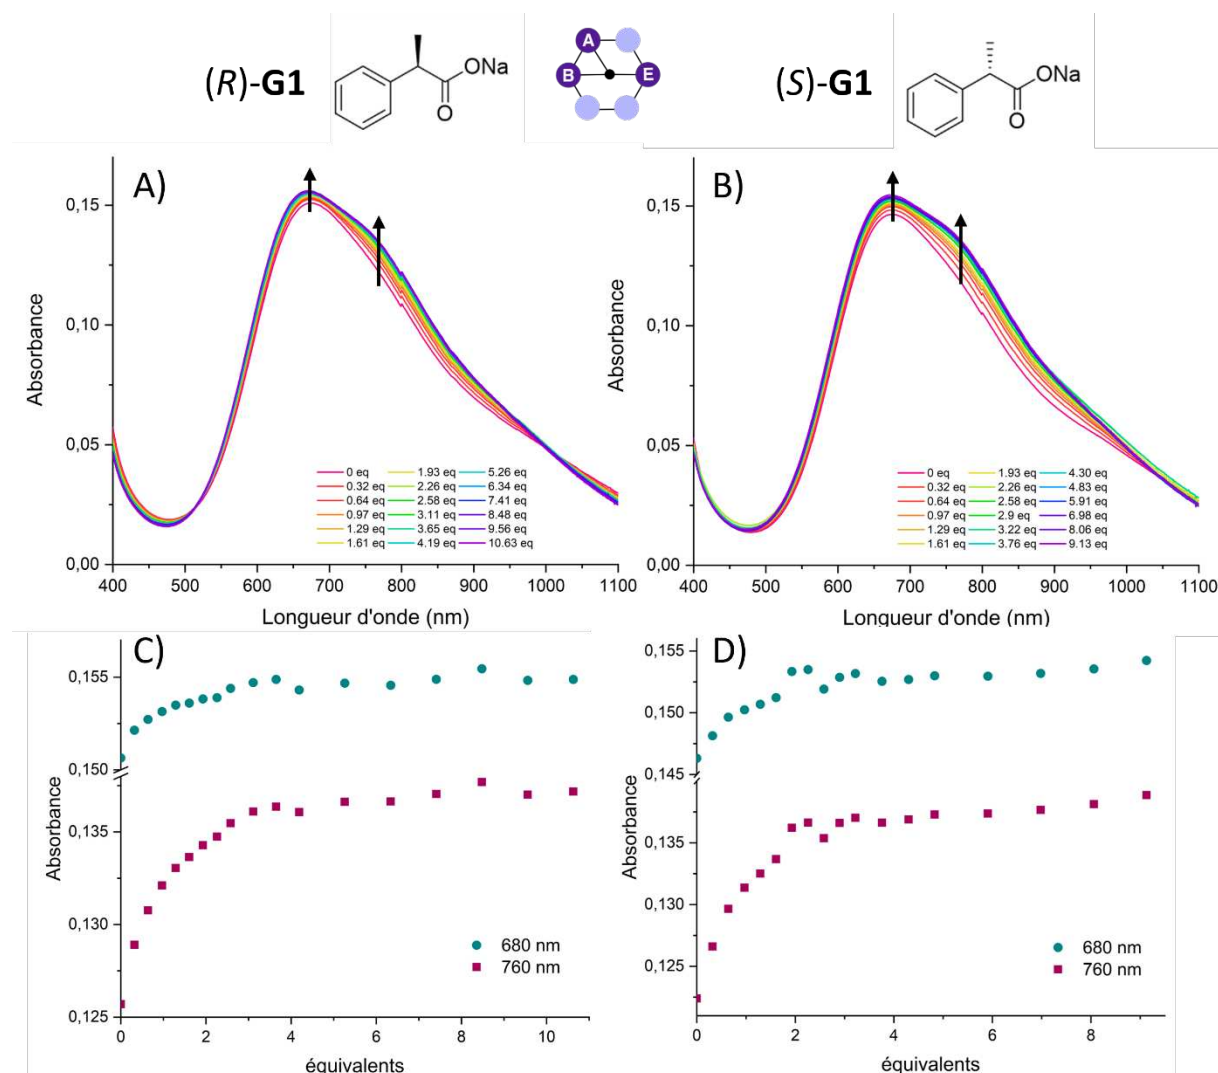 (R)-G1
ONa
O
A
B
E
(S)-G1
ONa
O
A)
0,15
0,10
0,05
0,00
Absorbance
400 500 600 700 800 900 1000 1100
Longueur d'onde (nm)
0 eq 1.93 eq 5.26 eq
0.32 eq 2.26 eq 6.34 eq
0.64 eq 2.58 eq 7.41 eq
0.97 eq 3.11 eq 8.48 eq
1.29 eq 3.65 eq 9.56 eq
1.61 eq 4.19 eq 10.63 eq
B)
0,15
0,10
0,05
0,00
Absorbance
400 500 600 700 800 900 1000 1100
Longueur d'onde (nm)
0 eq 1.93 eq 4.30 eq
0.32 eq 2.26 eq 4.83 eq
0.64 eq 2.58 eq 5.91 eq
0.97 eq 2.9 eq 6.98 eq
1.29 eq 3.22 eq 8.06 eq
1.61 eq 3.76 eq 9.13 eq
C)
0,155
0,150
0,135
0,130
0,125
Absorbance
680 nm
760 nm
0 2 4 6 8 10
équivalents
D)
0,155
0,150
0,145
0,135
0,130
0,125
Absorbance
680 nm
760 nm
0 2 4 6 8
équivalents